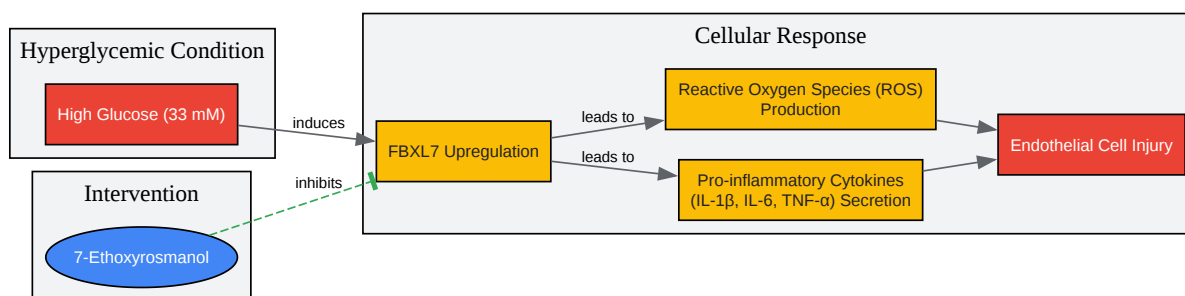 Hyperglycemic Condition
High Glucose (33 mM)
induces
Intervention
7-Ethoxyrosmanol
inhibits
Cellular Response
FBXL7 Upregulation
leads to
leads to
Reactive Oxygen Species (ROS)
Production
Pro-inflammatory Cytokines
(IL-1β, IL-6, TNF-α) Secretion
Endothelial Cell Injury